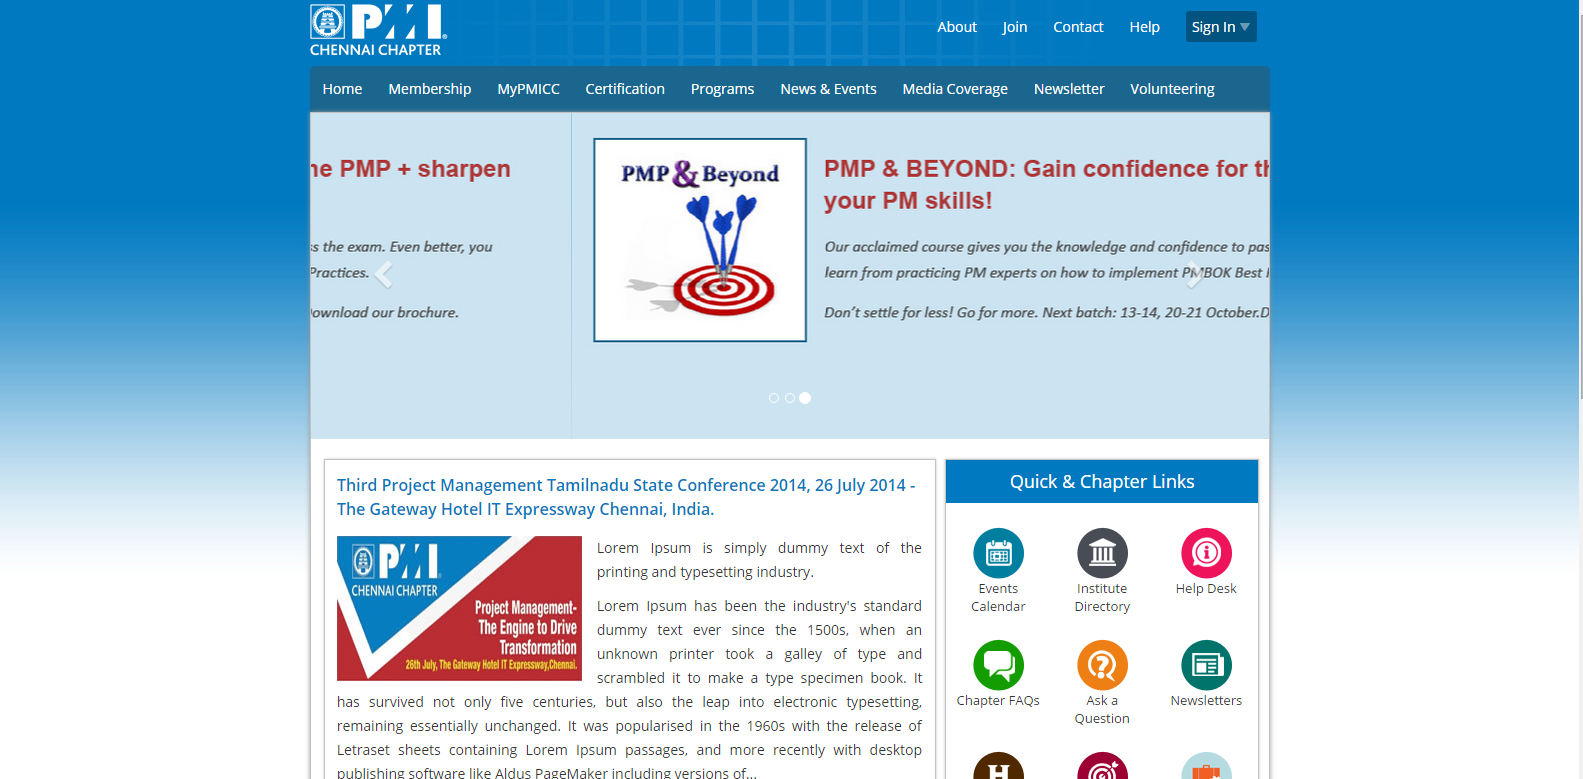 PMI
CHENNAI CHAPTER
About Join Contact Help Sign In
Home Membership MyPMICC Certification Programs News & Events Media Coverage Newsletter Volunteering
PMP + sharpen
the exam. Even better, you
Practices.
our brochure.
PMP & Beyond
PMP & BEYOND: Gain confidence for
your PM skills!
Our acclaimed course gives you the knowledge and confidence to
learn from practicing PM experts on how to implement PMBOK Best
Don't settle for less! Go for more. Next batch: 13-14, 20-21 October.
Third Project Management Tamilnadu State Conference 2014, 26 July 2014 -
The Gateway Hotel IT Expressway Chennai, India.
PMI
CHENNAI CHAPTER
Project Management-
The Engine to Drive
Transformation
26th July, The Gateway Hotel IT Expressway,Chennai.
Lorem Ipsum is simply dummy text of the
printing and typesetting industry.
Lorem Ipsum has been the industry's standard
dummy text ever since the 1500s, when an
unknown printer took a galley of type and
scrambled it to make a type specimen book. It
has survived not only five centuries, but also the leap into electronic typesetting,
remaining essentially unchanged. It was popularised in the 1960s with the release of
Letraset sheets containing Lorem Ipsum passages, and more recently with desktop
publishing software like Aldus PageMaker including versions of...
Quick & Chapter Links
Events
Calendar
Institute
Directory
Help Desk
Chapter FAQs
Ask a
Question
Newsletters
H